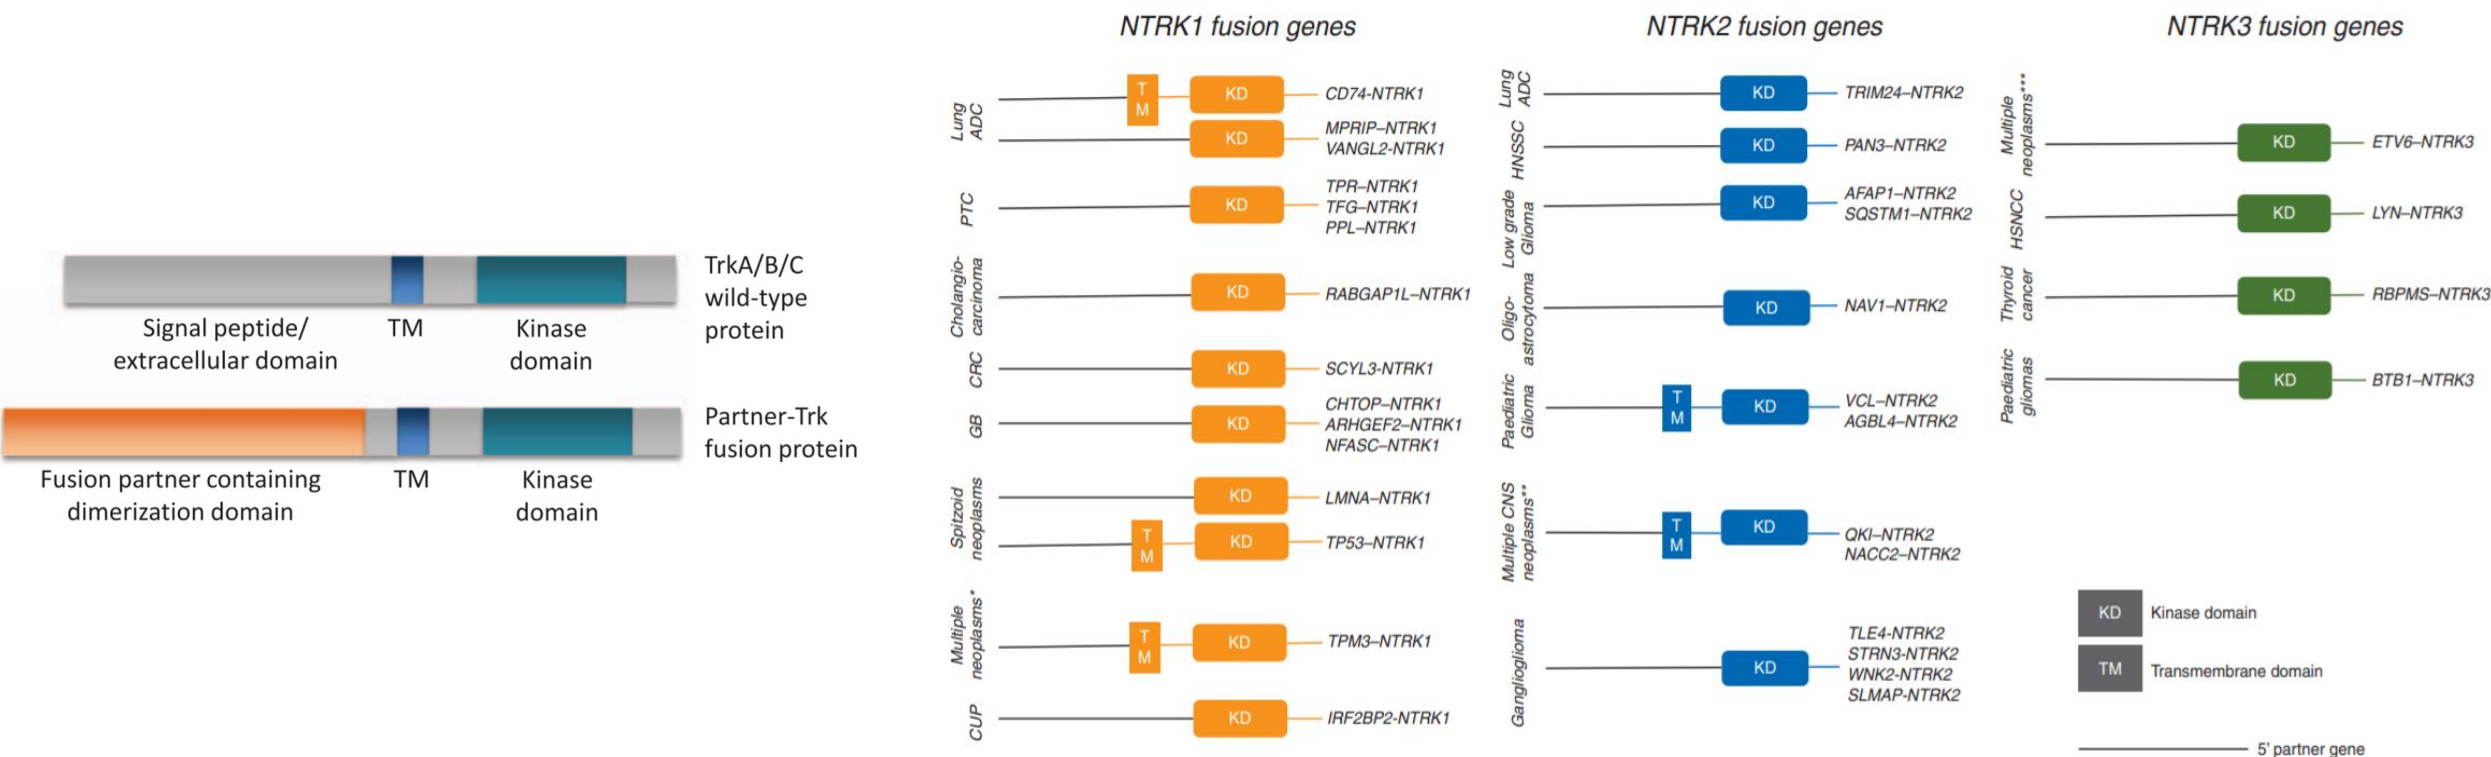 TrkA/B/C
wild-type
protein
Signal peptide/
extracellular domain
TM
Kinase
domain
Partner-Trk
fusion protein
Fusion partner containing
dimerization domain
TM
Kinase
domain
NTRK1 fusion genes
Lung
ADC
T
M
KD
CD74-NTRK1
KD
MPRIP–NTRK1
VANGL2-NTRK1
PTC
KD
TPR–NTRK1
TFG–NTRK1
PPL–NTRK1
Cholangio-
carcinoma
KD
RABGAP1L–NTRK1
CRC
KD
SCYL3-NTRK1
GB
KD
CHTOP–NTRK1
ARHGEF2–NTRK1
NFASC–NTRK1
Spitzoid
neoplasms
KD
LMNA–NTRK1
T
M
KD
TP53–NTRK1
Multiple
neoplasms*
T
M
KD
TPM3–NTRK1
CUP
KD
IRF2BP2-NTRK1
NTRK2 fusion genes
Lung
ADC
KD
TRIM24–NTRK2
HNSSC
KD
PAN3–NTRK2
Low grade
Glioma
KD
AFAP1–NTRK2
SQSTM1–NTRK2
Oligo-
astrocytoma
KD
NAV1–NTRK2
Paediatric
Glioma
T
M
KD
VCL–NTRK2
AGBL4–NTRK2
Multiple CNS
neoplasms**
T
M
KD
QKI–NTRK2
NACC2–NTRK2
Ganglioglioma
KD
TLE4-NTRK2
STRN3-NTRK2
WNK2-NTRK2
SLMAP-NTRK2
NTRK3 fusion genes
Multiple
neoplasms***
KD
ETV6–NTRK3
HSNCC
KD
LYN–NTRK3
Thyroid
cancer
KD
RBPMS–NTRK3
Paediatric
gliomas
KD
BTB1–NTRK3
KD
Kinase domain
TM
Transmembrane domain
5' partner gene